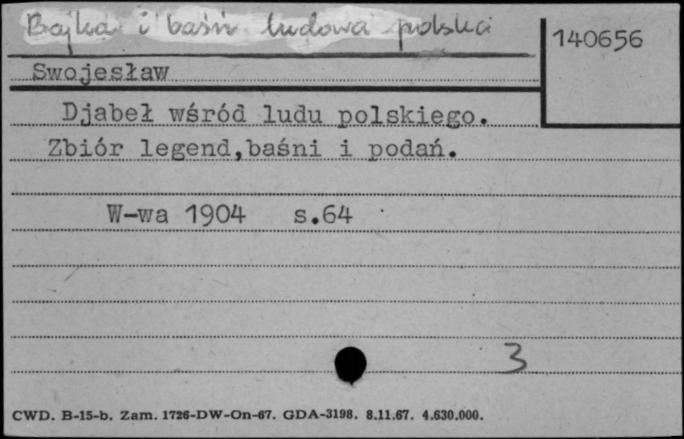 Bajka i baśń ludowa polska
140656
Swojesław
Djabeł wśród ludu polskiego.
Zbiór legend,baśni i podań.
W-wa 1904 s.64
3
CWD. B-15-b. Zam. 1726-DW-On-67. GDA-3198. 8.11.67. 4.630.000.